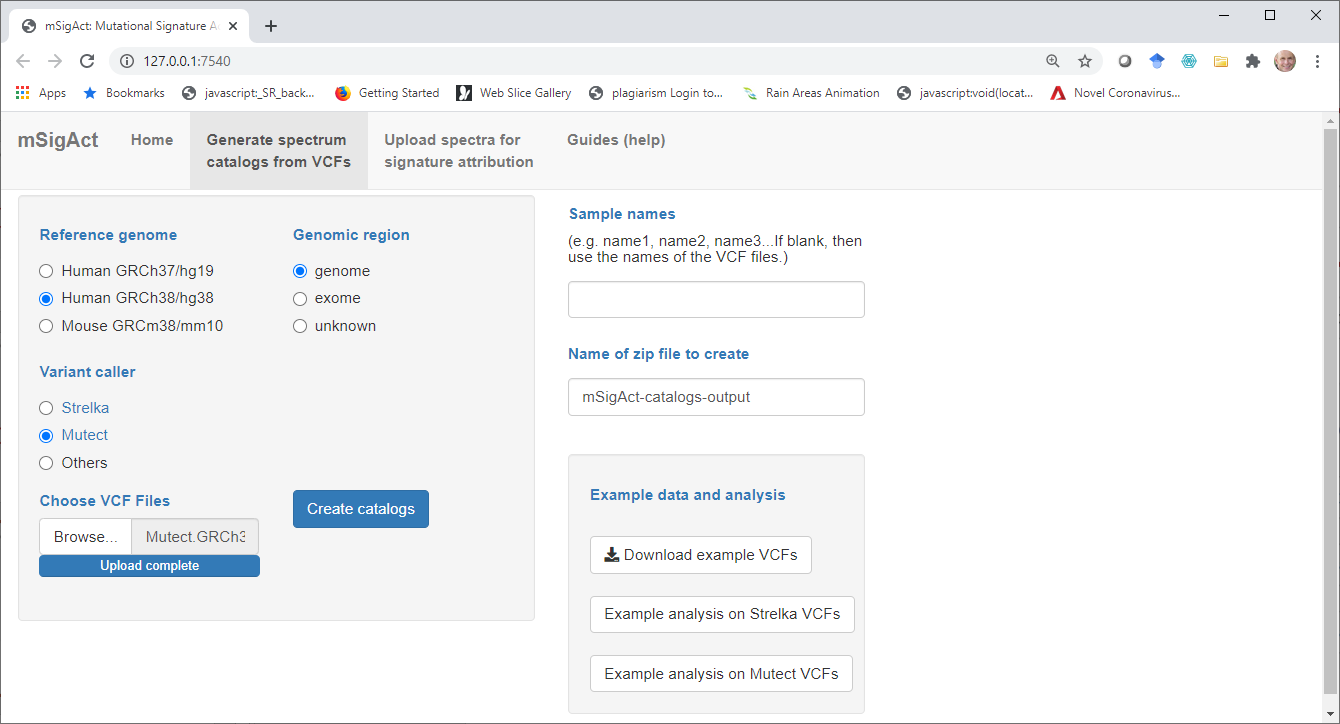 mSigAct: Mutational Signature A
127.0.0.1:7540
Apps
Bookmarks
javascript:_SR_back...
Getting Started
Web Slice Gallery
plagiarism Login to...
Rain Areas Animation
javascript:void(locat...
Novel Coronavirus...
mSigAct
Home
Generate spectrum
catalogs from VCFs
Upload spectra for
signature attribution
Guides (help)
Reference genome
Human GRCh37/hg19
Human GRCh38/hg38
Mouse GRCm38/mm10
Genomic region
genome
exome
unknown
Variant caller
Strelka
Mutect
Others
Choose VCF Files
Browse...
Mutect.GRCh3
Upload complete
Create catalogs
Sample names
(e.g. name1, name2, name3...If blank, then
use the names of the VCF files.)
Name of zip file to create
mSigAct-catalogs-output
Example data and analysis
Download example VCFs
Example analysis on Strelka VCFs
Example analysis on Mutect VCFs